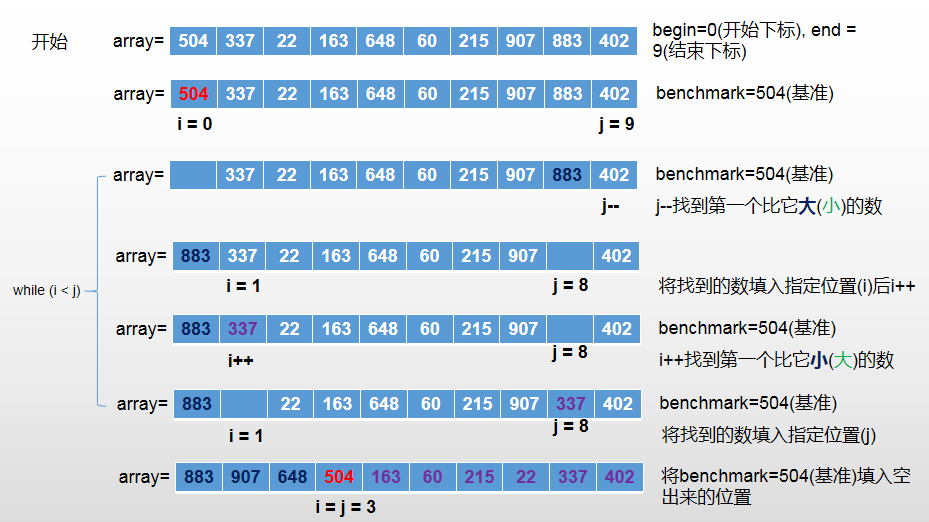 开始 array= 504 337 22 163 648 60 215 907 883 402 begin=0(开始下标), end =
9(结束下标)
array= 504 337 22 163 648 60 215 907 883 402 benchmark=504(基准)
i = 0 j = 9
array= 337 22 163 648 60 215 907 883 402 benchmark=504(基准)
j-- j--找到第一个比它大(小)的数
array= 883 337 22 163 648 60 215 907 402
i = 1 j = 8 将找到的数填入指定位置(i)后i++
while (i < j)
array= 883 337 22 163 648 60 215 907 402 benchmark=504(基准)
i++ j = 8 i++找到第一个比它小(大)的数
array= 883 22 163 648 60 215 907 337 402 benchmark=504(基准)
i = 1 j = 8 将找到的数填入指定位置(j)
array= 883 907 648 504 163 60 215 22 337 402 将benchmark=504(基准)填入空
出来的位置
i = j = 3